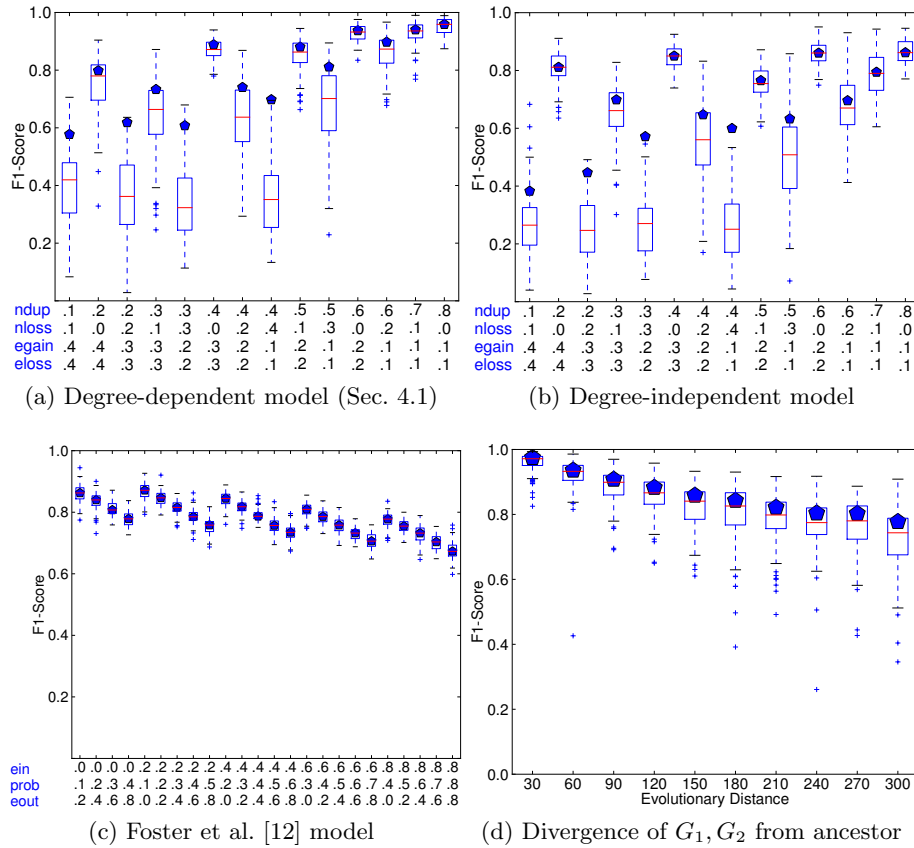 1.0
0.8
0.6
0.4
0.2
F1-Score
ndup .1 .2 .2 .3 .3 .4 .4 .4 .5 .5 .6 .6 .7 .8
nloss .1 .0 .2 .1 .3 .0 .2 .4 .1 .3 .0 .2 .1 .0
egain .4 .4 .3 .3 .2 .3 .2 .1 .2 .1 .2 .1 .1 .1
eloss .4 .4 .3 .3 .2 .3 .2 .1 .2 .1 .2 .1 .1 .1
(a) Degree-dependent model (Sec. 4.1)
1.0
0.8
0.6
0.4
0.2
F1-Score
ndup .1 .2 .2 .3 .3 .4 .4 .4 .5 .5 .6 .6 .7 .8
nloss .1 .0 .2 .1 .3 .0 .2 .4 .1 .3 .0 .2 .1 .0
egain .4 .4 .3 .3 .2 .3 .2 .1 .2 .1 .2 .1 .1 .1
eloss .4 .4 .3 .3 .2 .3 .2 .1 .2 .1 .2 .1 .1 .1
(b) Degree-independent model
1.0
0.8
0.6
0.4
0.2
F1-Score
ein .0 .0 .0 .0 .2 .2 .2 .2 .2 .4 .4 .4 .4 .4 .6 .6 .6 .6 .6 .8 .8 .8 .8 .8
prob .1 .2 .3 .4 .1 .2 .3 .4 .5 .2 .3 .4 .5 .6 .3 .4 .5 .6 .7 .4 .5 .6 .7 .8
eout .2 .4 .6 .8 .0 .2 .4 .6 .8 .0 .2 .4 .6 .8 .0 .2 .4 .6 .8 .0 .2 .4 .6 .8
(c) Foster et al. [12] model
1.0
0.8
0.6
0.4
0.2
0.0
F1-Score
30 60 90 120 150 180 210 240 270 300
Evolutionary Distance
(d) Divergence of G₁, G₂ from ancestor